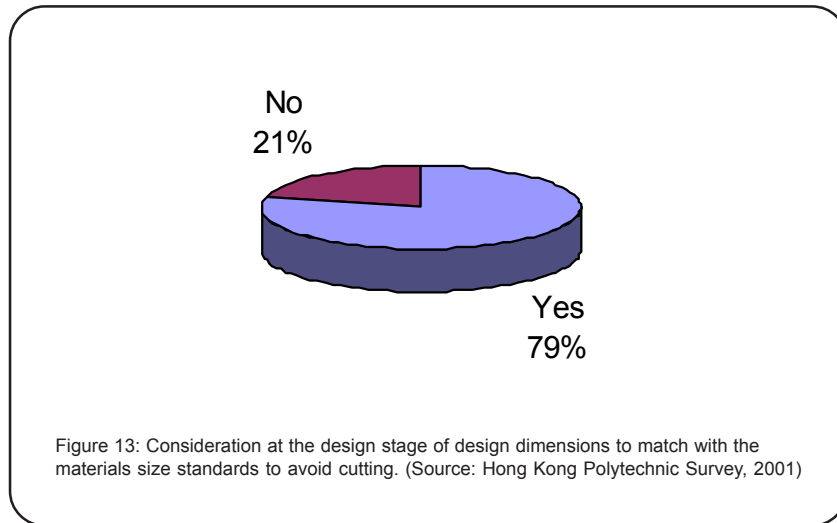 No
21%
Yes
79%
Figure 13: Consideration at the design stage of design dimensions to match with the
materials size standards to avoid cutting. (Source: Hong Kong Polytechnic Survey, 2001)